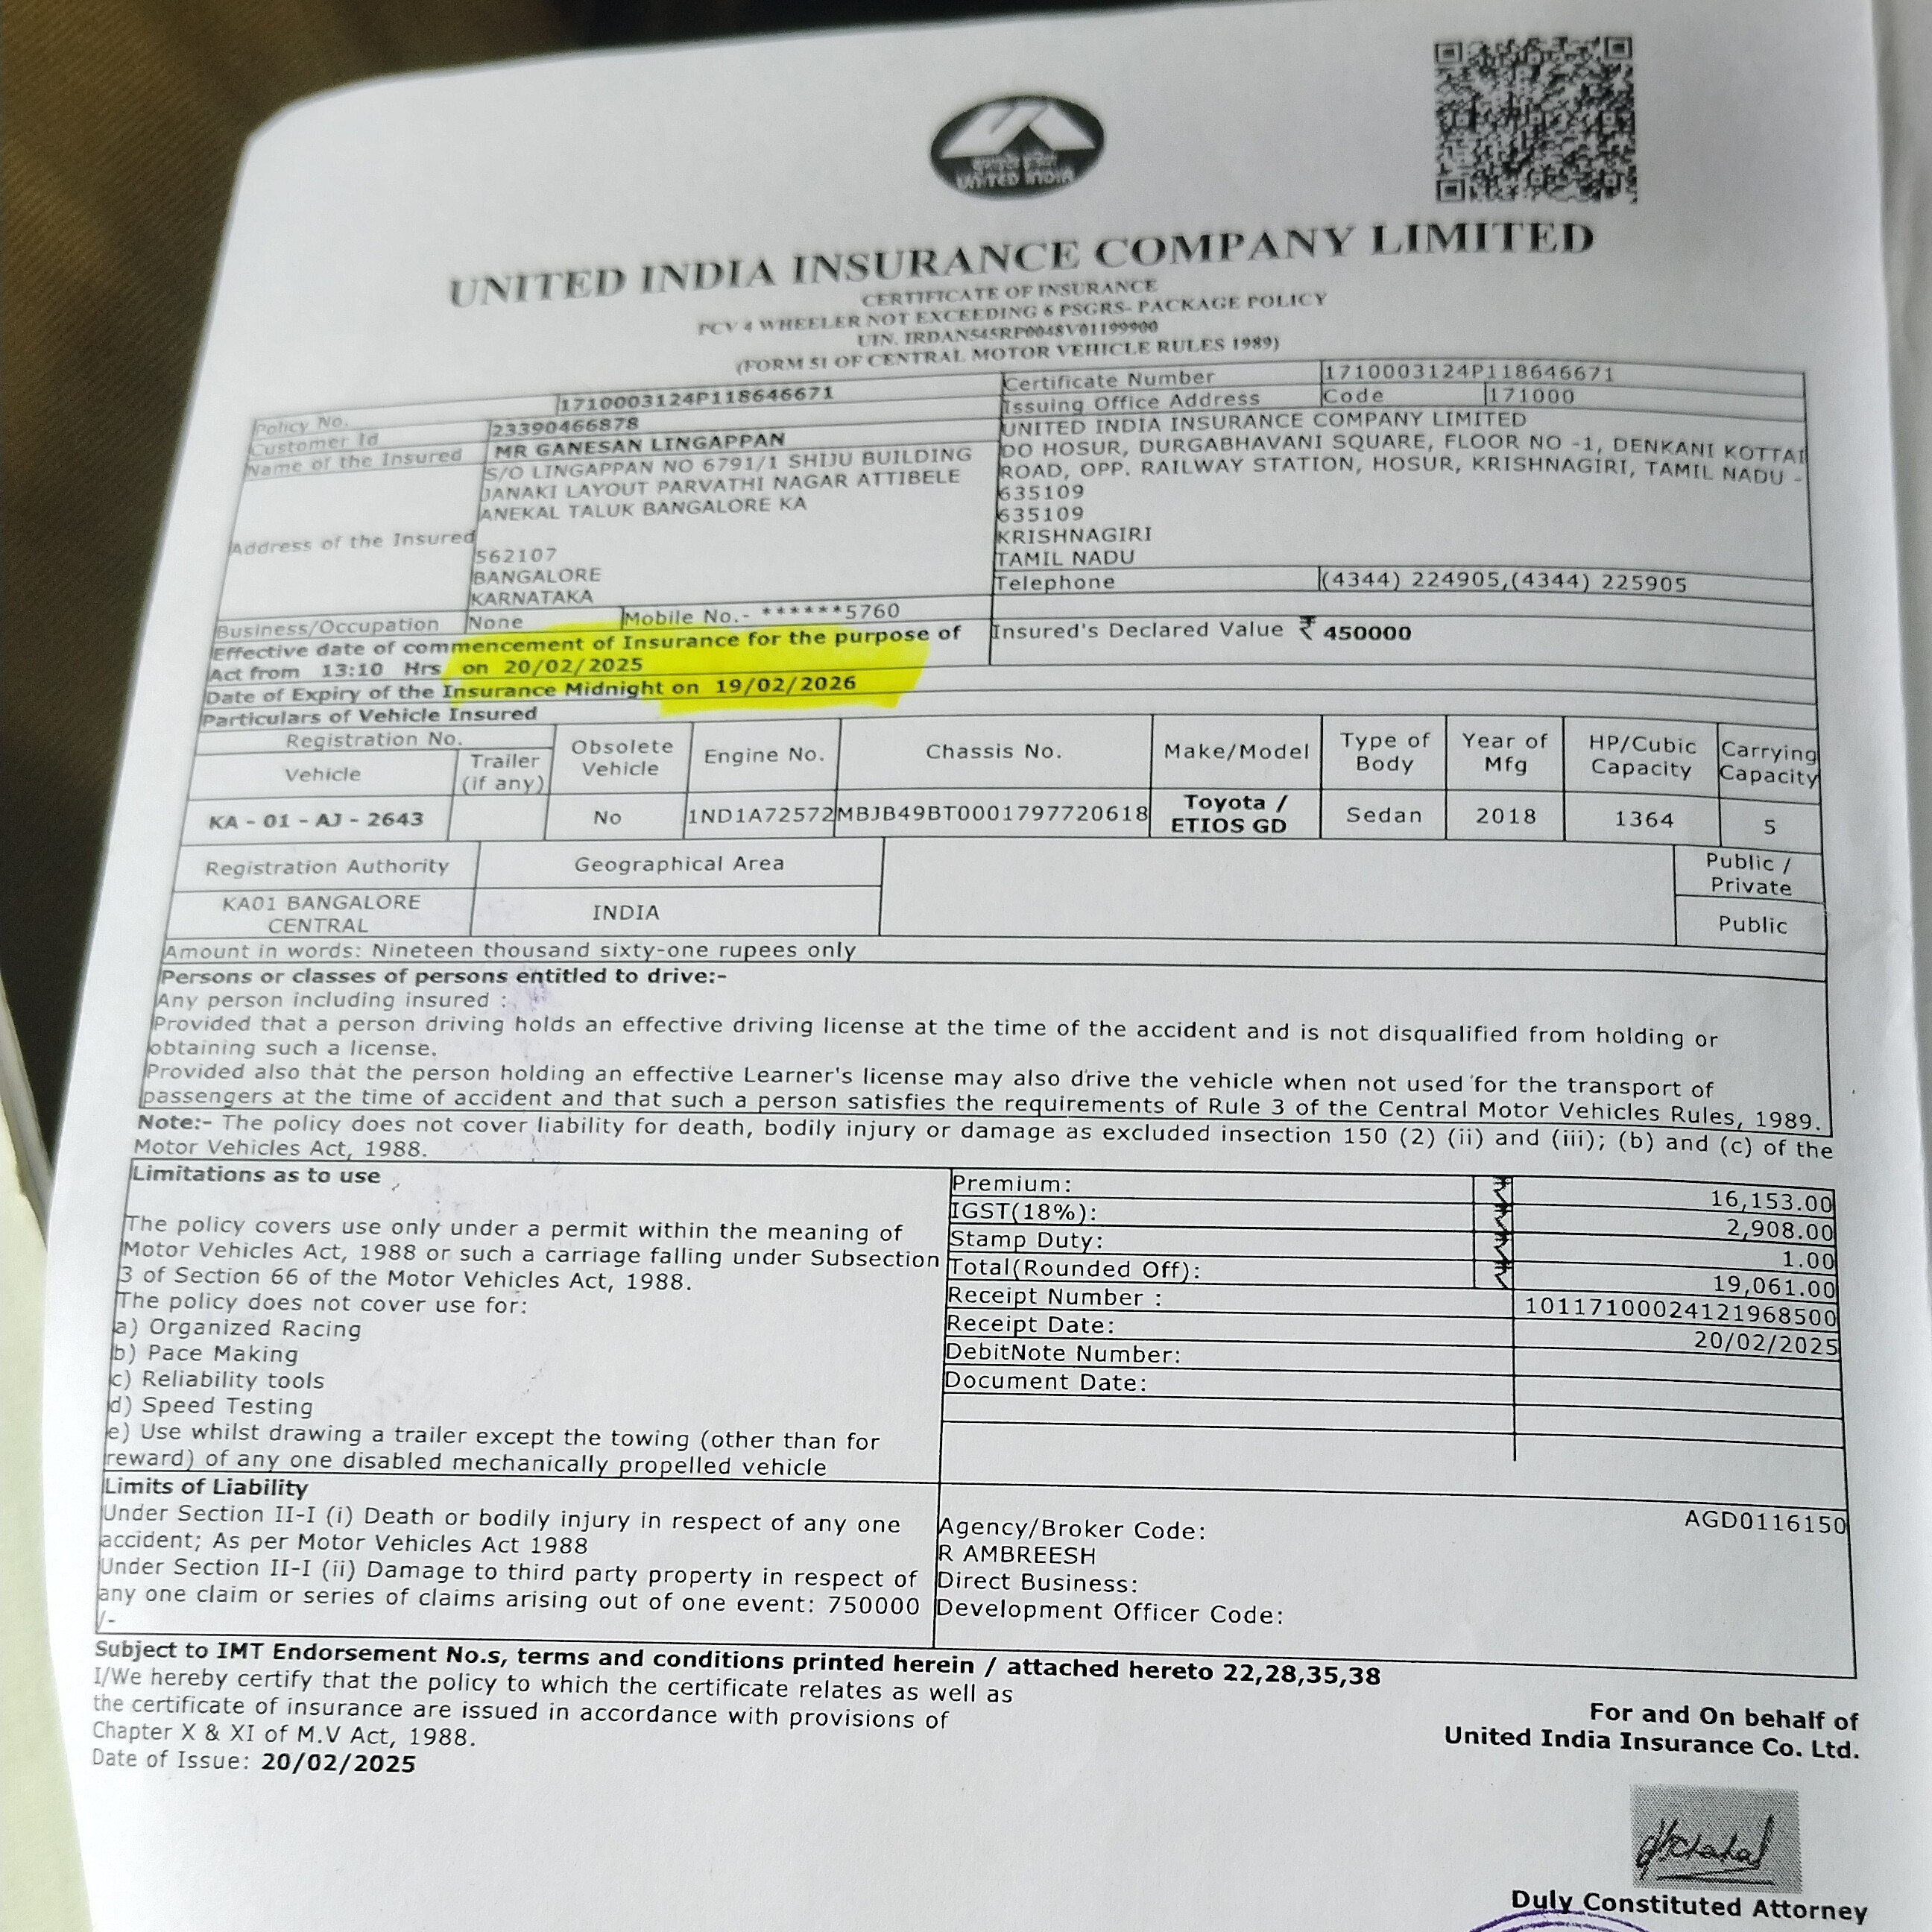 UNITED INDIA
UNITED INDIA INSURANCE COMPANY LIMITED
CERTIFICATE OF INSURANCE
PCV 4 WHEELER NOT EXCEEDING 6 PSGRS- PACKAGE POLICY
UIN. IRDAN545RP0048V01199900
(FORM 51 OF CENTRAL MOTOR VEHICLE RULES 1989)
Policy No. 1710003124P118646671
Customer Id 23390466878
Name of the Insured MR GANESAN LINGAPPAN
Address of the Insured
S/O LINGAPPAN NO 6791/1 SHIJU BUILDING
JANAKI LAYOUT PARVATHI NAGAR ATTIBELE
ANEKAL TALUK BANGALORE KA
562107
BANGALORE
KARNATAKA
Business/Occupation None Mobile No.- ******5760
Certificate Number 1710003124P118646671
Issuing Office Address Code 171000
UNITED INDIA INSURANCE COMPANY LIMITED
DO HOSUR, DURGABHAVANI SQUARE, FLOOR NO -1, DENKANI KOTTAI
ROAD, OPP. RAILWAY STATION, HOSUR, KRISHNAGIRI, TAMIL NADU -
635109
635109
KRISHNAGIRI
TAMIL NADU
Telephone (4344) 224905,(4344) 225905
Effective date of commencement of Insurance for the purpose of
Act from 13:10 Hrs on 20/02/2025
Insured's Declared Value ₹ 450000
Date of Expiry of the Insurance Midnight on 19/02/2026
Particulars of Vehicle Insured
Registration No.
Vehicle
Trailer
(if any)
Obsolete
Vehicle
Engine No.
Chassis No.
Make/Model
Type of
Body
Year of
Mfg
HP/Cubic
Capacity
Carrying
Capacity
KA - 01 - AJ - 2643 No 1ND1A72572 MBJB49BT0001797720618 Toyota /
ETIOS GD Sedan 2018 1364 5
Registration Authority Geographical Area
Public /
Private
KA01 BANGALORE
CENTRAL
INDIA
Public
Amount in words: Nineteen thousand sixty-one rupees only
Persons or classes of persons entitled to drive:-
Any person including insured :
Provided that a person driving holds an effective driving license at the time of the accident and is not disqualified from holding or
obtaining such a license.
Provided also that the person holding an effective Learner's license may also drive the vehicle when not used for the transport of
passengers at the time of accident and that such a person satisfies the requirements of Rule 3 of the Central Motor Vehicles Rules, 1989.
Note:- The policy does not cover liability for death, bodily injury or damage as excluded insection 150 (2) (ii) and (iii); (b) and (c) of the
Motor Vehicles Act, 1988.
Limitations as to use
The policy covers use only under a permit within the meaning of
Motor Vehicles Act, 1988 or such a carriage falling under Subsection
3 of Section 66 of the Motor Vehicles Act, 1988.
The policy does not cover use for:
a) Organized Racing
b) Pace Making
c) Reliability tools
d) Speed Testing
e) Use whilst drawing a trailer except the towing (other than for
reward) of any one disabled mechanically propelled vehicle
Premium: ₹ 16,153.00
IGST(18%): ₹ 2,908.00
Stamp Duty: ₹ 1.00
Total(Rounded Off): ₹ 19,061.00
Receipt Number : 10117100024121968500
Receipt Date: 20/02/2025
DebitNote Number:
Document Date:
Limits of Liability
Under Section II-I (i) Death or bodily injury in respect of any one
accident; As per Motor Vehicles Act 1988
Under Section II-I (ii) Damage to third party property in respect of
any one claim or series of claims arising out of one event: 750000
/-
Agency/Broker Code: AGD0116150
R AMBREESH
Direct Business:
Development Officer Code:
Subject to IMT Endorsement No.s, terms and conditions printed herein / attached hereto 22,28,35,38
I/We hereby certify that the policy to which the certificate relates as well as
the certificate of insurance are issued in accordance with provisions of
Chapter X & XI of M.V Act, 1988.
Date of Issue: 20/02/2025
For and On behalf of
United India Insurance Co. Ltd.
Duly Constituted Attorney